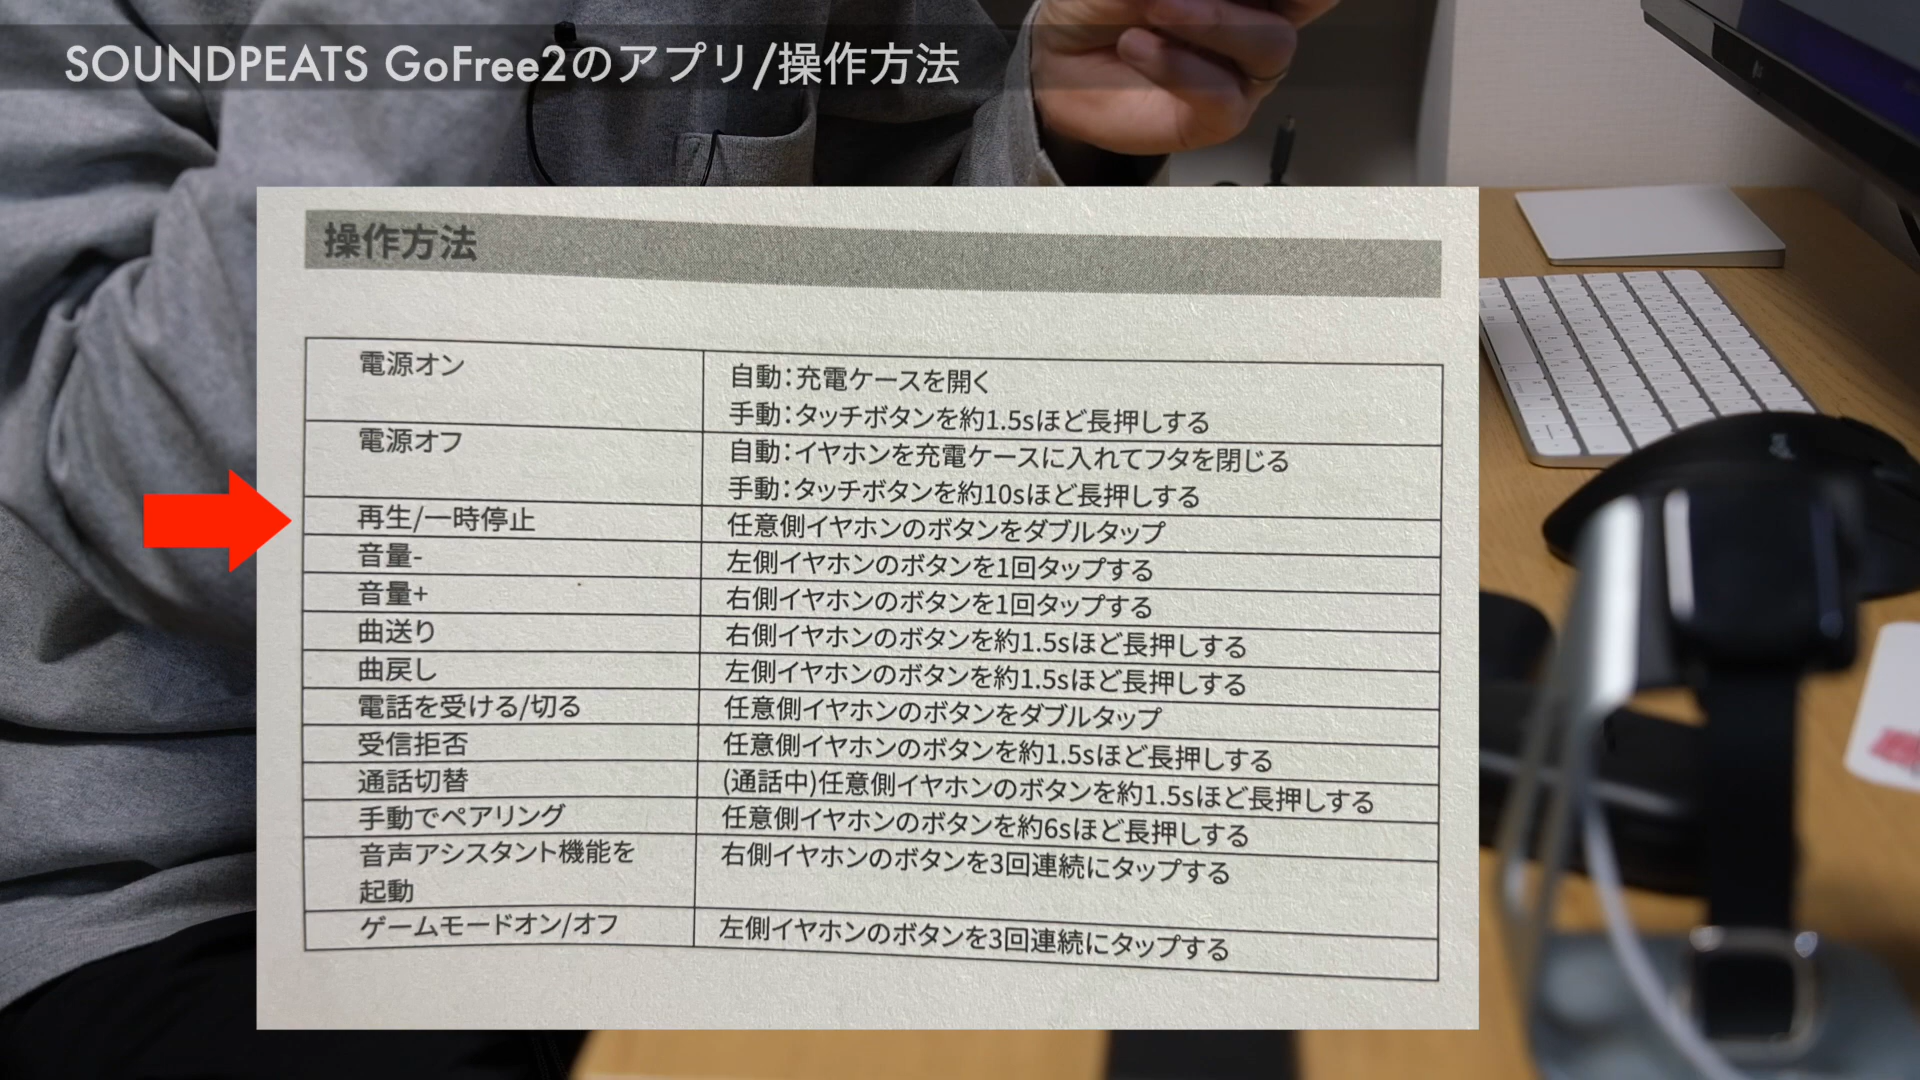 SOUNDPEATS GoFree2のアプリ/操作方法
操作方法
電源オン
自動：充電ケースを開く
手動：タッチボタンを約1.5sほど長押しする
電源オフ
自動：イヤホンを充電ケースに入れてフタを閉じる
手動：タッチボタンを約10sほど長押しする
再生/一時停止
任意側イヤホンのボタンをダブルタップ
音量-
左側イヤホンのボタンを1回タップする
音量+
右側イヤホンのボタンを1回タップする
曲送り
右側イヤホンのボタンを約1.5sほど長押しする
曲戻し
左側イヤホンのボタンを約1.5sほど長押しする
電話を受ける/切る
任意側イヤホンのボタンをダブルタップ
受信拒否
任意側イヤホンのボタンを約1.5sほど長押しする
通話切替
(通話中)任意側イヤホンのボタンを約1.5sほど長押しする
手動でペアリング
任意側イヤホンのボタンを約6sほど長押しする
音声アシスタント機能を
起動
右側イヤホンのボタンを3回連続にタップする
ゲームモードオン/オフ
左側イヤホンのボタンを3回連続にタップする